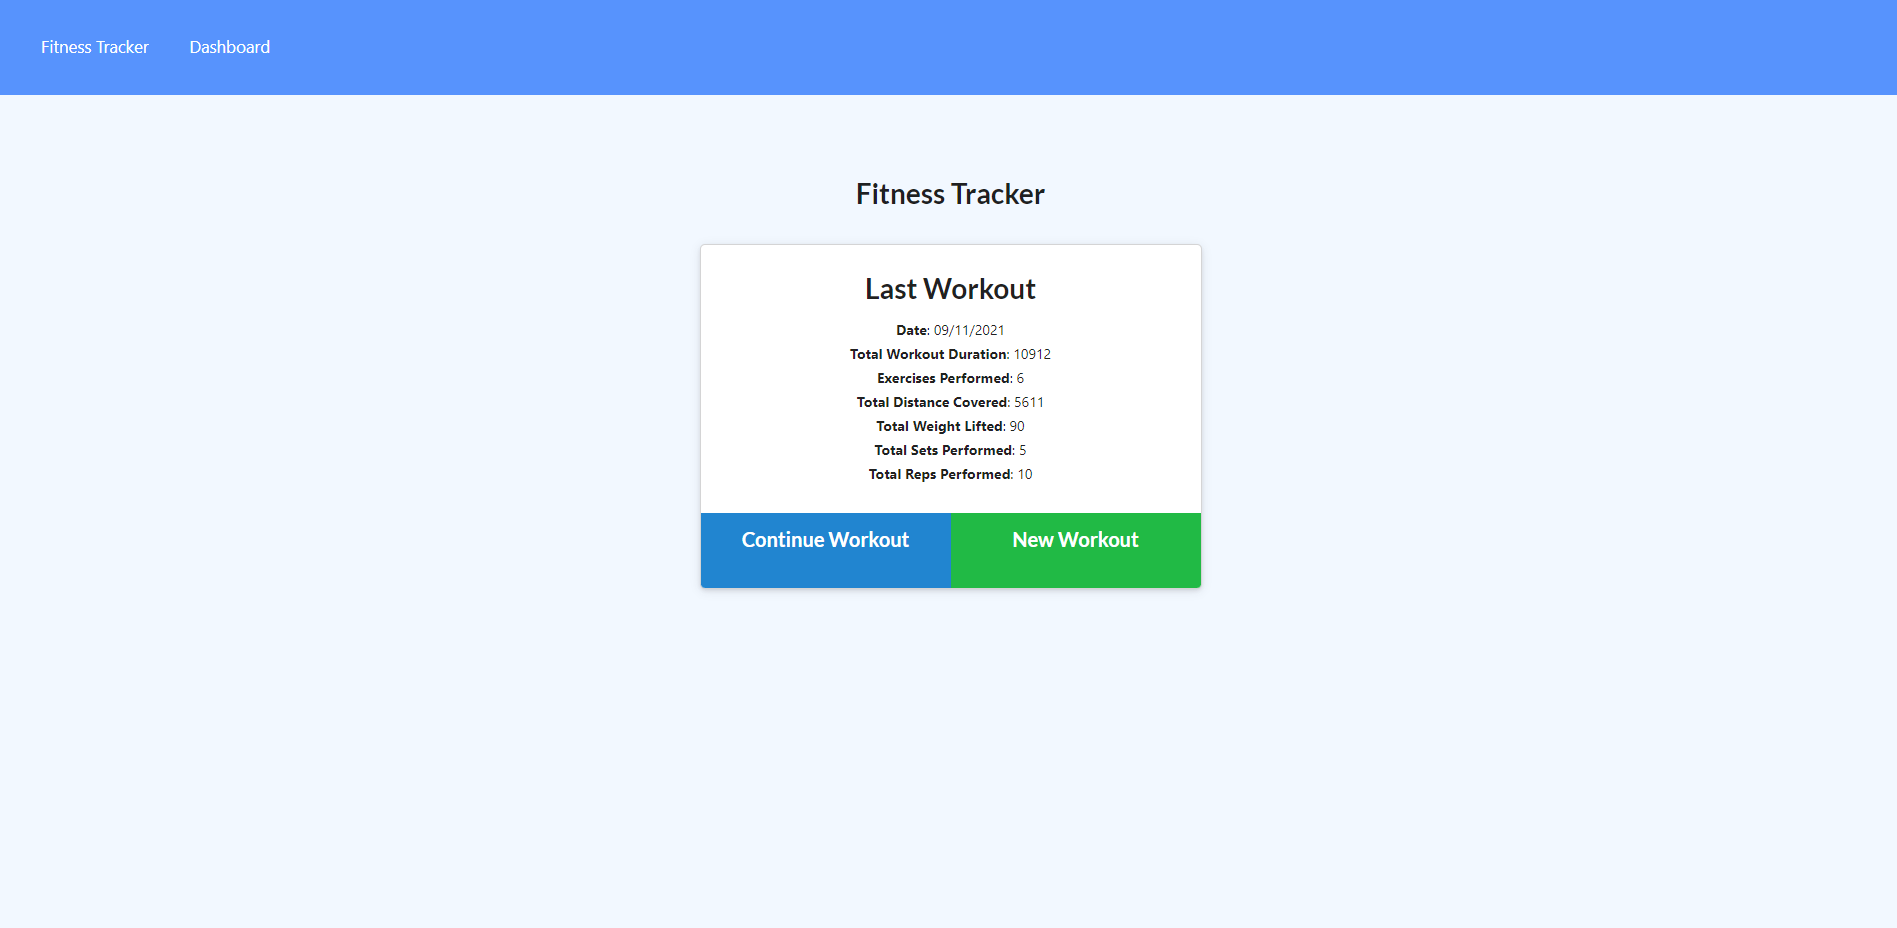 Fitness Tracker Dashboard
Fitness Tracker
Last Workout
Date: 09/11/2021
Total Workout Duration: 10912
Exercises Performed: 6
Total Distance Covered: 5611
Total Weight Lifted: 90
Total Sets Performed: 5
Total Reps Performed: 10
Continue Workout New Workout